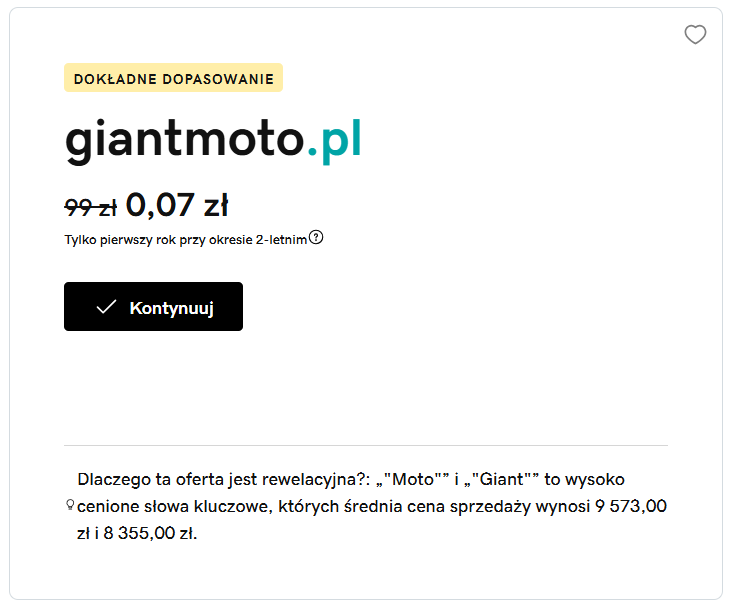 DOKŁADNE DOPASOWANIE
giantmoto.pl
99 zł 0,07 zł
Tylko pierwszy rok przy okresie 2-letnim?
Kontynuuj
Dlaczego ta oferta jest rewelacyjna?: „"Moto"” i „"Giant"” to wysoko
cenione słowa kluczowe, których średnia cena sprzedaży wynosi 9 573,00
zł i 8 355,00 zł.